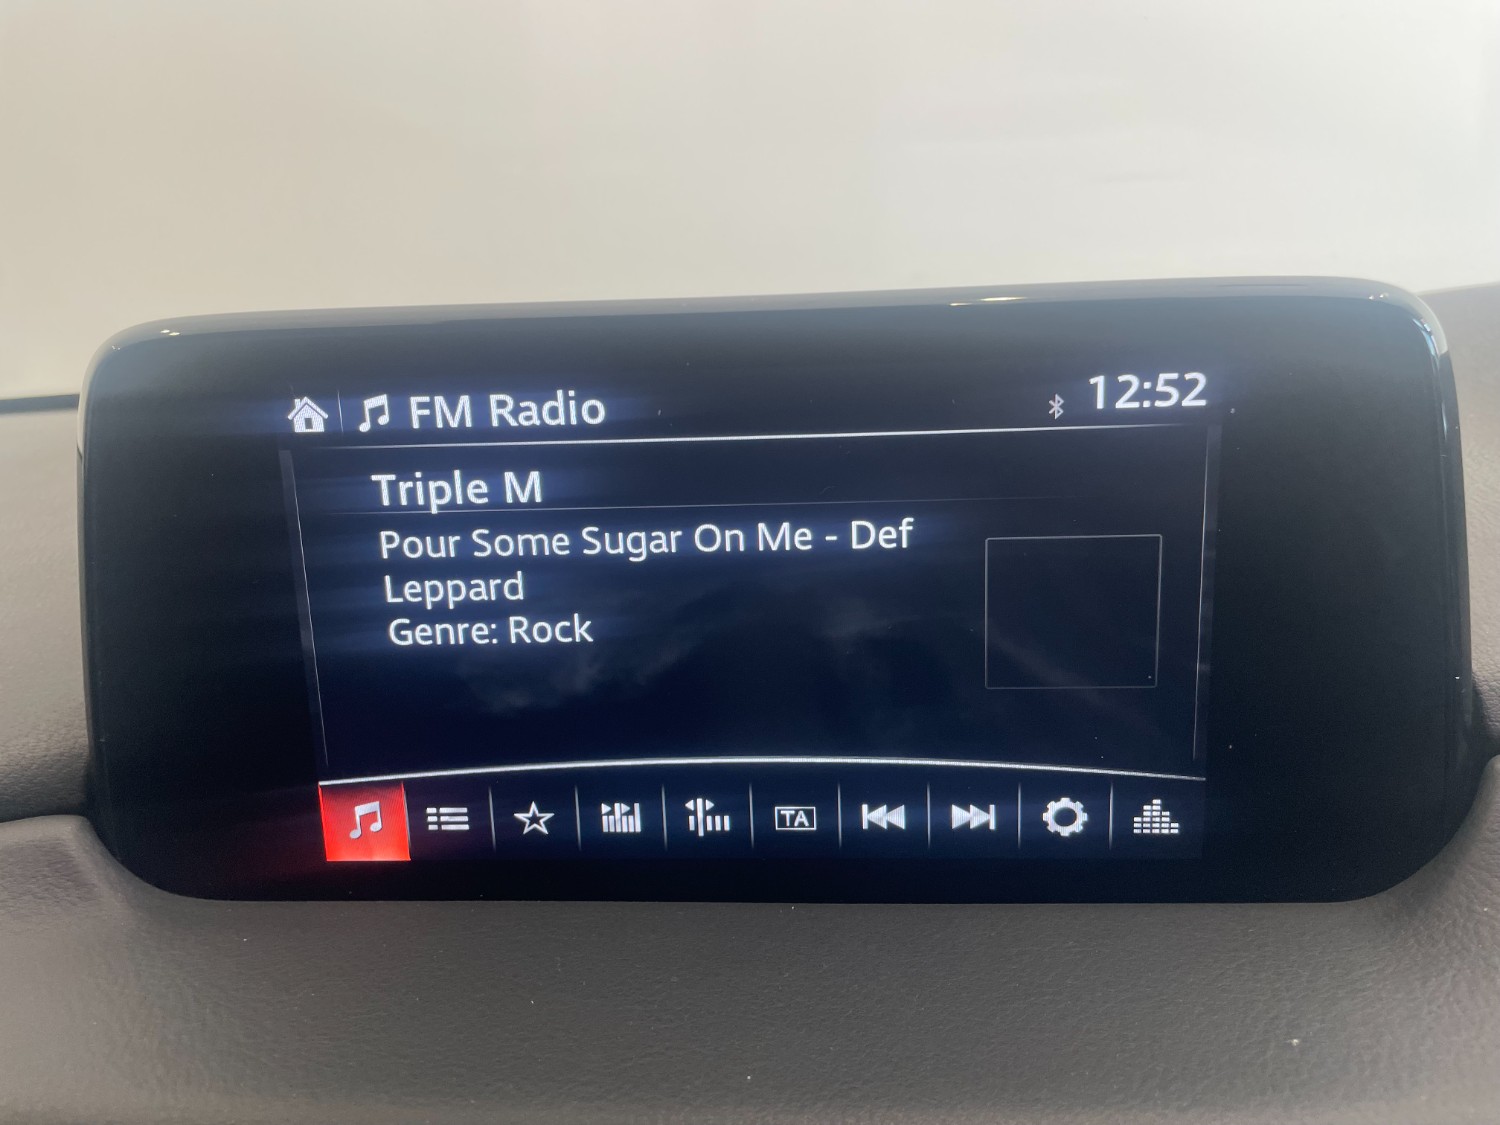 FM Radio
12:52
Triple M
Pour Some Sugar On Me - Def
Leppard
Genre: Rock
TA